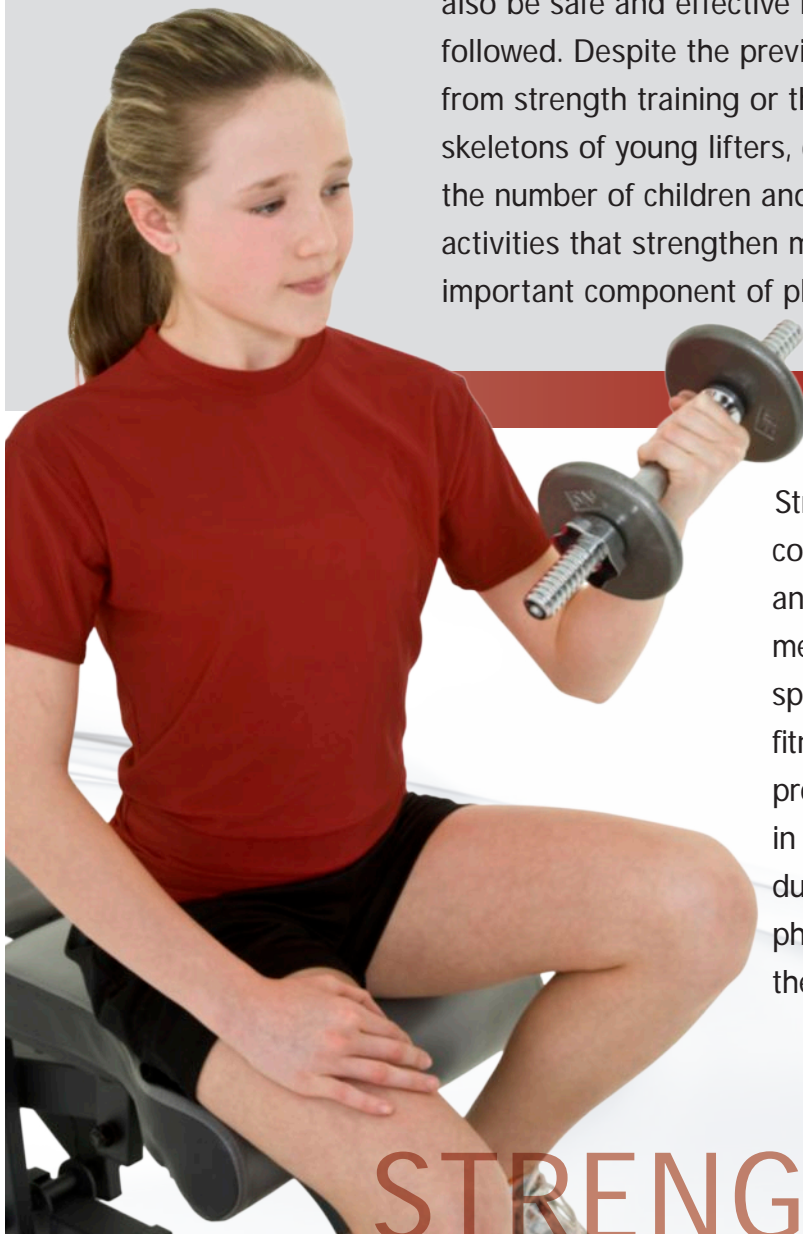 also be safe and effective
followed. Despite the previ
from strength training or th
skeletons of young lifters,
the number of children and
activities that strengthen m
important component of pl
Str
co
an
me
sp
fitn
pro
in
du
ph
the
STRENG